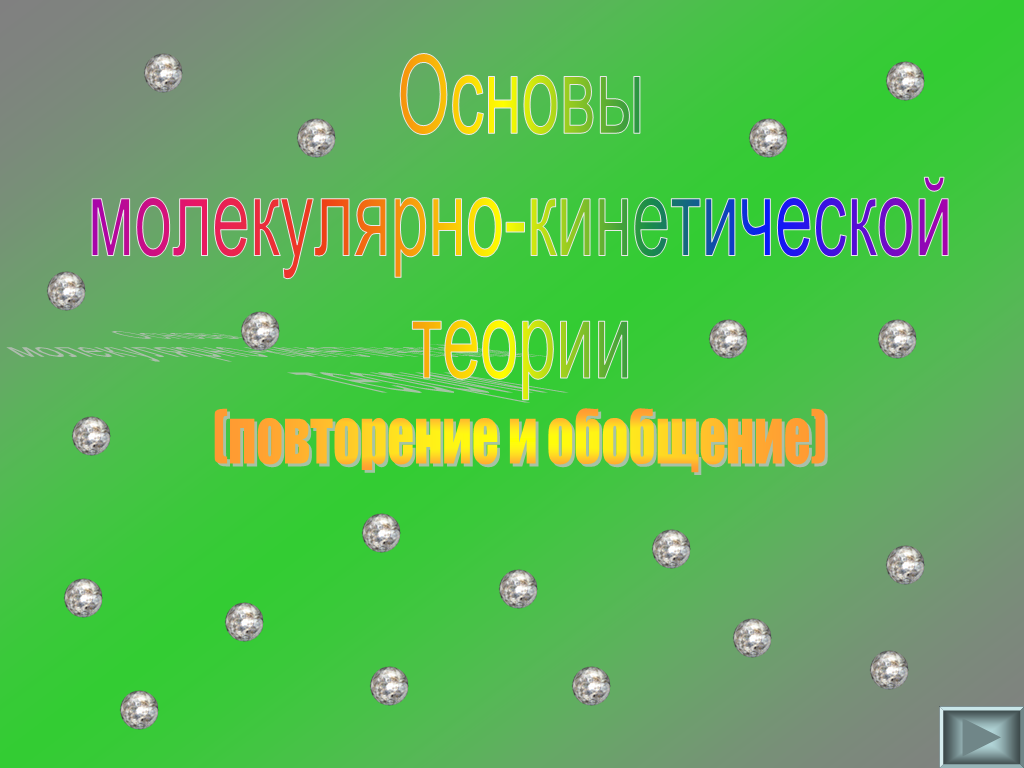 Основы
молекулярно-кинетической
теории
(повторение и обобщение)